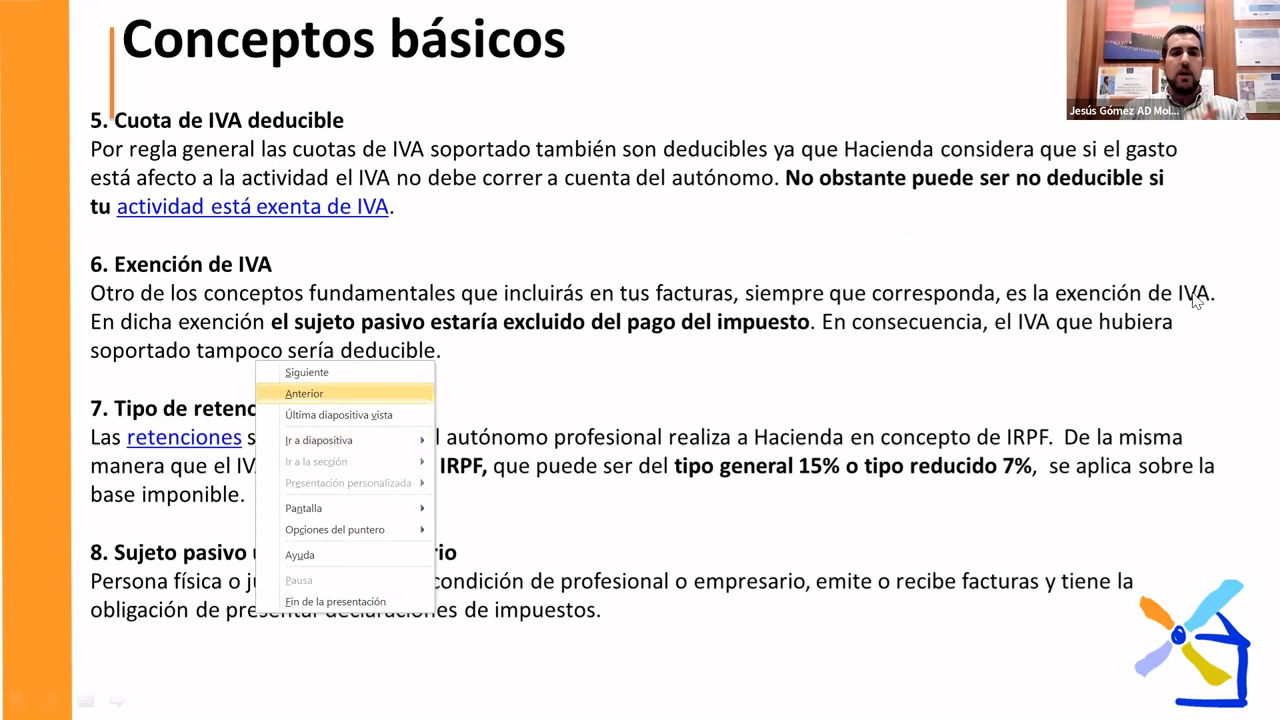 Conceptos básicos
Jesús Gómez AD Mol...
5. Cuota de IVA deducible
Por regla general las cuotas de IVA soportado también son deducibles ya que Hacienda considera que si el gasto
está afecto a la actividad el IVA no debe correr a cuenta del autónomo. No obstante puede ser no deducible si
tu actividad está exenta de IVA.
6. Exención de IVA
Otro de los conceptos fundamentales que incluirás en tus facturas, siempre que corresponda, es la exención de IVA.
En dicha exención el sujeto pasivo estaría excluido del pago del impuesto. En consecuencia, el IVA que hubiera
soportado tampoco sería deducible.
7. Tipo de retenc
Las retenciones s l autónomo profesional realiza a Hacienda en concepto de IRPF. De la misma
manera que el IVA IRPF, que puede ser del tipo general 15% o tipo reducido 7%, se aplica sobre la
base imponible.
8. Sujeto pasivo rio
Persona física o ju condición de profesional o empresario, emite o recibe facturas y tiene la
obligación de presentar declaraciones de impuestos.
Siguiente
Anterior
Última diapositiva vista
Ir a diapositiva
Ir a la sección
Presentación personalizada
Pantalla
Opciones del puntero
Ayuda
Pausa
Fin de la presentación